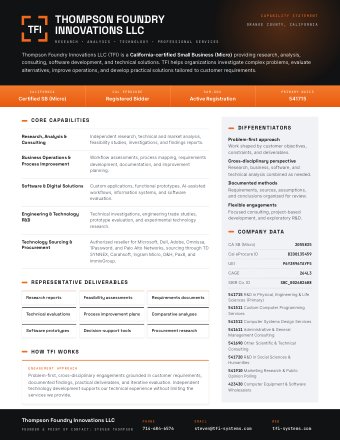 TFI
THOMPSON FOUNDRY
INNOVATIONS LLC
RESEARCH · ANALYSIS · TECHNOLOGY · PROFESSIONAL SERVICES
CAPABILITY STATEMENT
ORANGE COUNTY, CALIFORNIA
Thompson Foundry Innovations LLC (TFI) is a California-certified Small Business (Micro) providing research, analysis,
consulting, software development, and technical solutions. TFI helps organizations investigate complex problems, evaluate
alternatives, improve operations, and develop practical solutions tailored to customer requirements.
CALIFORNIA
Certified SB (Micro)
CAL EPROCURE
Registered Bidder
SAM.GOV
Active Registration
PRIMARY NAICS
541715
CORE CAPABILITIES
Research, Analysis &
Consulting
Independent research, technical and market analysis,
feasibility studies, investigations, and findings reports.
Business Operations &
Process Improvement
Workflow assessments, process mapping, requirements
development, documentation, and improvement
planning.
Software & Digital Solutions
Custom applications, functional prototypes, AI-assisted
workflows, information systems, and software
evaluation.
Engineering & Technology
R&D
Technical investigations, engineering trade studies,
prototype evaluation, and experimental technology
research.
Technology Sourcing &
Procurement
Authorized reseller for Microsoft, Dell, Adobe, Omnissa,
and Palo Alto Networks, sourcing through TD
SYNNEX, Carahsoft, Ingram Micro, D&H, Pax8, and
ImmixGroup.
REPRESENTATIVE DELIVERABLES
Research reports
Feasibility assessments
Requirements documents
Technical evaluations
Process improvement plans
Comparative analyses
Software prototypes
Decision-support tools
Procurement research
HOW TFI WORKS
ENGAGEMENT APPROACH
Problem-first, cross-disciplinary engagements grounded in customer requirements,
documented findings, practical deliverables, and iterative evaluation. Independent
technology development supports our technical experience without limiting the
services we provide.
DIFFERENTIATORS
Problem-first approach
Work shaped by customer objectives,
constraints, and deliverables.
Cross-disciplinary perspective
Research, business, software, and
technical analysis combined as needed.
Documented methods
Requirements, sources, assumptions,
and conclusions organized for review.
Flexible engagements
Focused consulting, project-based
development, and exploratory R&D.
COMPANY DATA
CA SB (Micro)
Cal eProcure ID
UEI
CAGE
SBIR Co. ID
541715 R&D in Physical, Engineering & Life
Sciences (Primary)
541511 Custom Computer Programming
Services
541512 Computer Systems Design Services
541611 Administrative & General
Management Consulting
541690 Other Scientific & Technical
Consulting
541720 R&D in Social Sciences &
Humanities
541910 Marketing Research & Public
Opinion Polling
423430 Computer Equipment & Software
Wholesalers
Thompson Foundry Innovations LLC
FOUNDER & POINT OF CONTACT: STEVEN THOMPSON
PHONE
EMAIL
steven@tfi-systems.com
WEB
tfi-systems.com